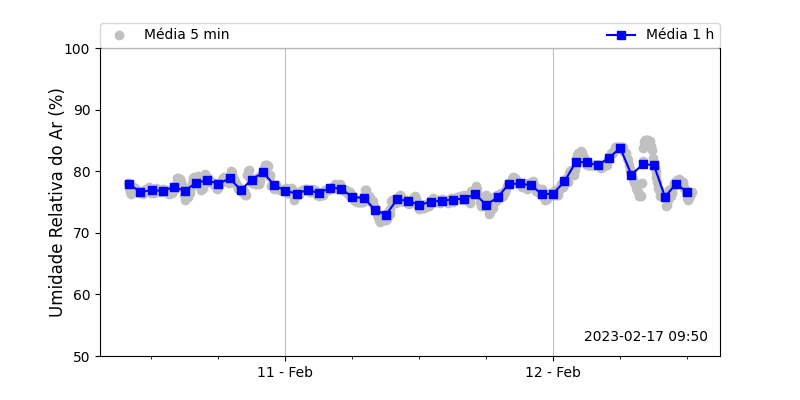 Média 5 min
Média 1 h
100
90
80
70
60
50
Umidade Relativa do Ar (%)
2023-02-17 09:50
11 - Feb
12 - Feb